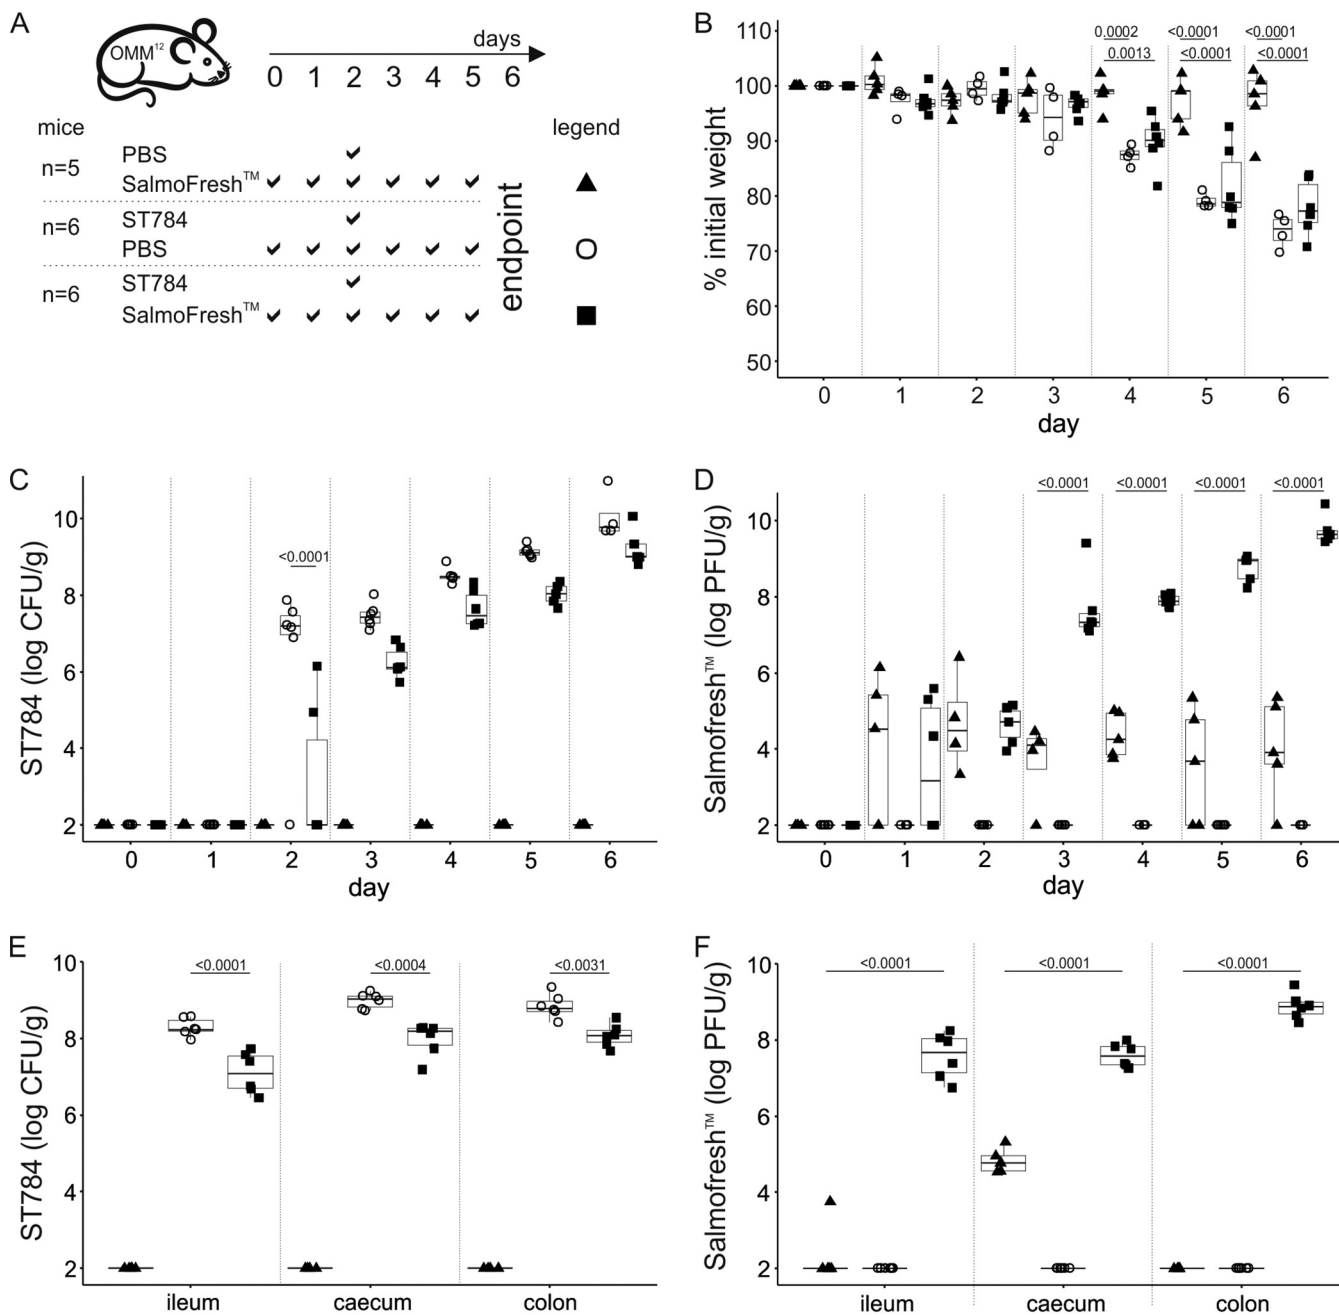 A
OMM12
days
0 1 2 3 4 5 6
mice
legend
n=5
PBS
SalmoFresh™
n=6
ST784
PBS
n=6
ST784
SalmoFresh™
endpoint
B
% initial weight
110
100
90
80
70
60
50
0.0002
0.0013
<0.0001
<0.0001
<0.0001
<0.0001
0 1 2 3 4 5 6
day
C
ST784 (log CFU/g)
10
8
6
4
2
<0.0001
0 1 2 3 4 5 6
day
D
Salmofresh™ (log PFU/g)
10
8
6
4
2
<0.0001 <0.0001 <0.0001 <0.0001
0 1 2 3 4 5 6
day
E
ST784 (log CFU/g)
10
8
6
4
2
<0.0001 <0.0004 <0.0031
ileum caecum colon
F
Salmofresh™ (log PFU/g)
10
8
6
4
2
<0.0001 <0.0001 <0.0001
ileum caecum colon